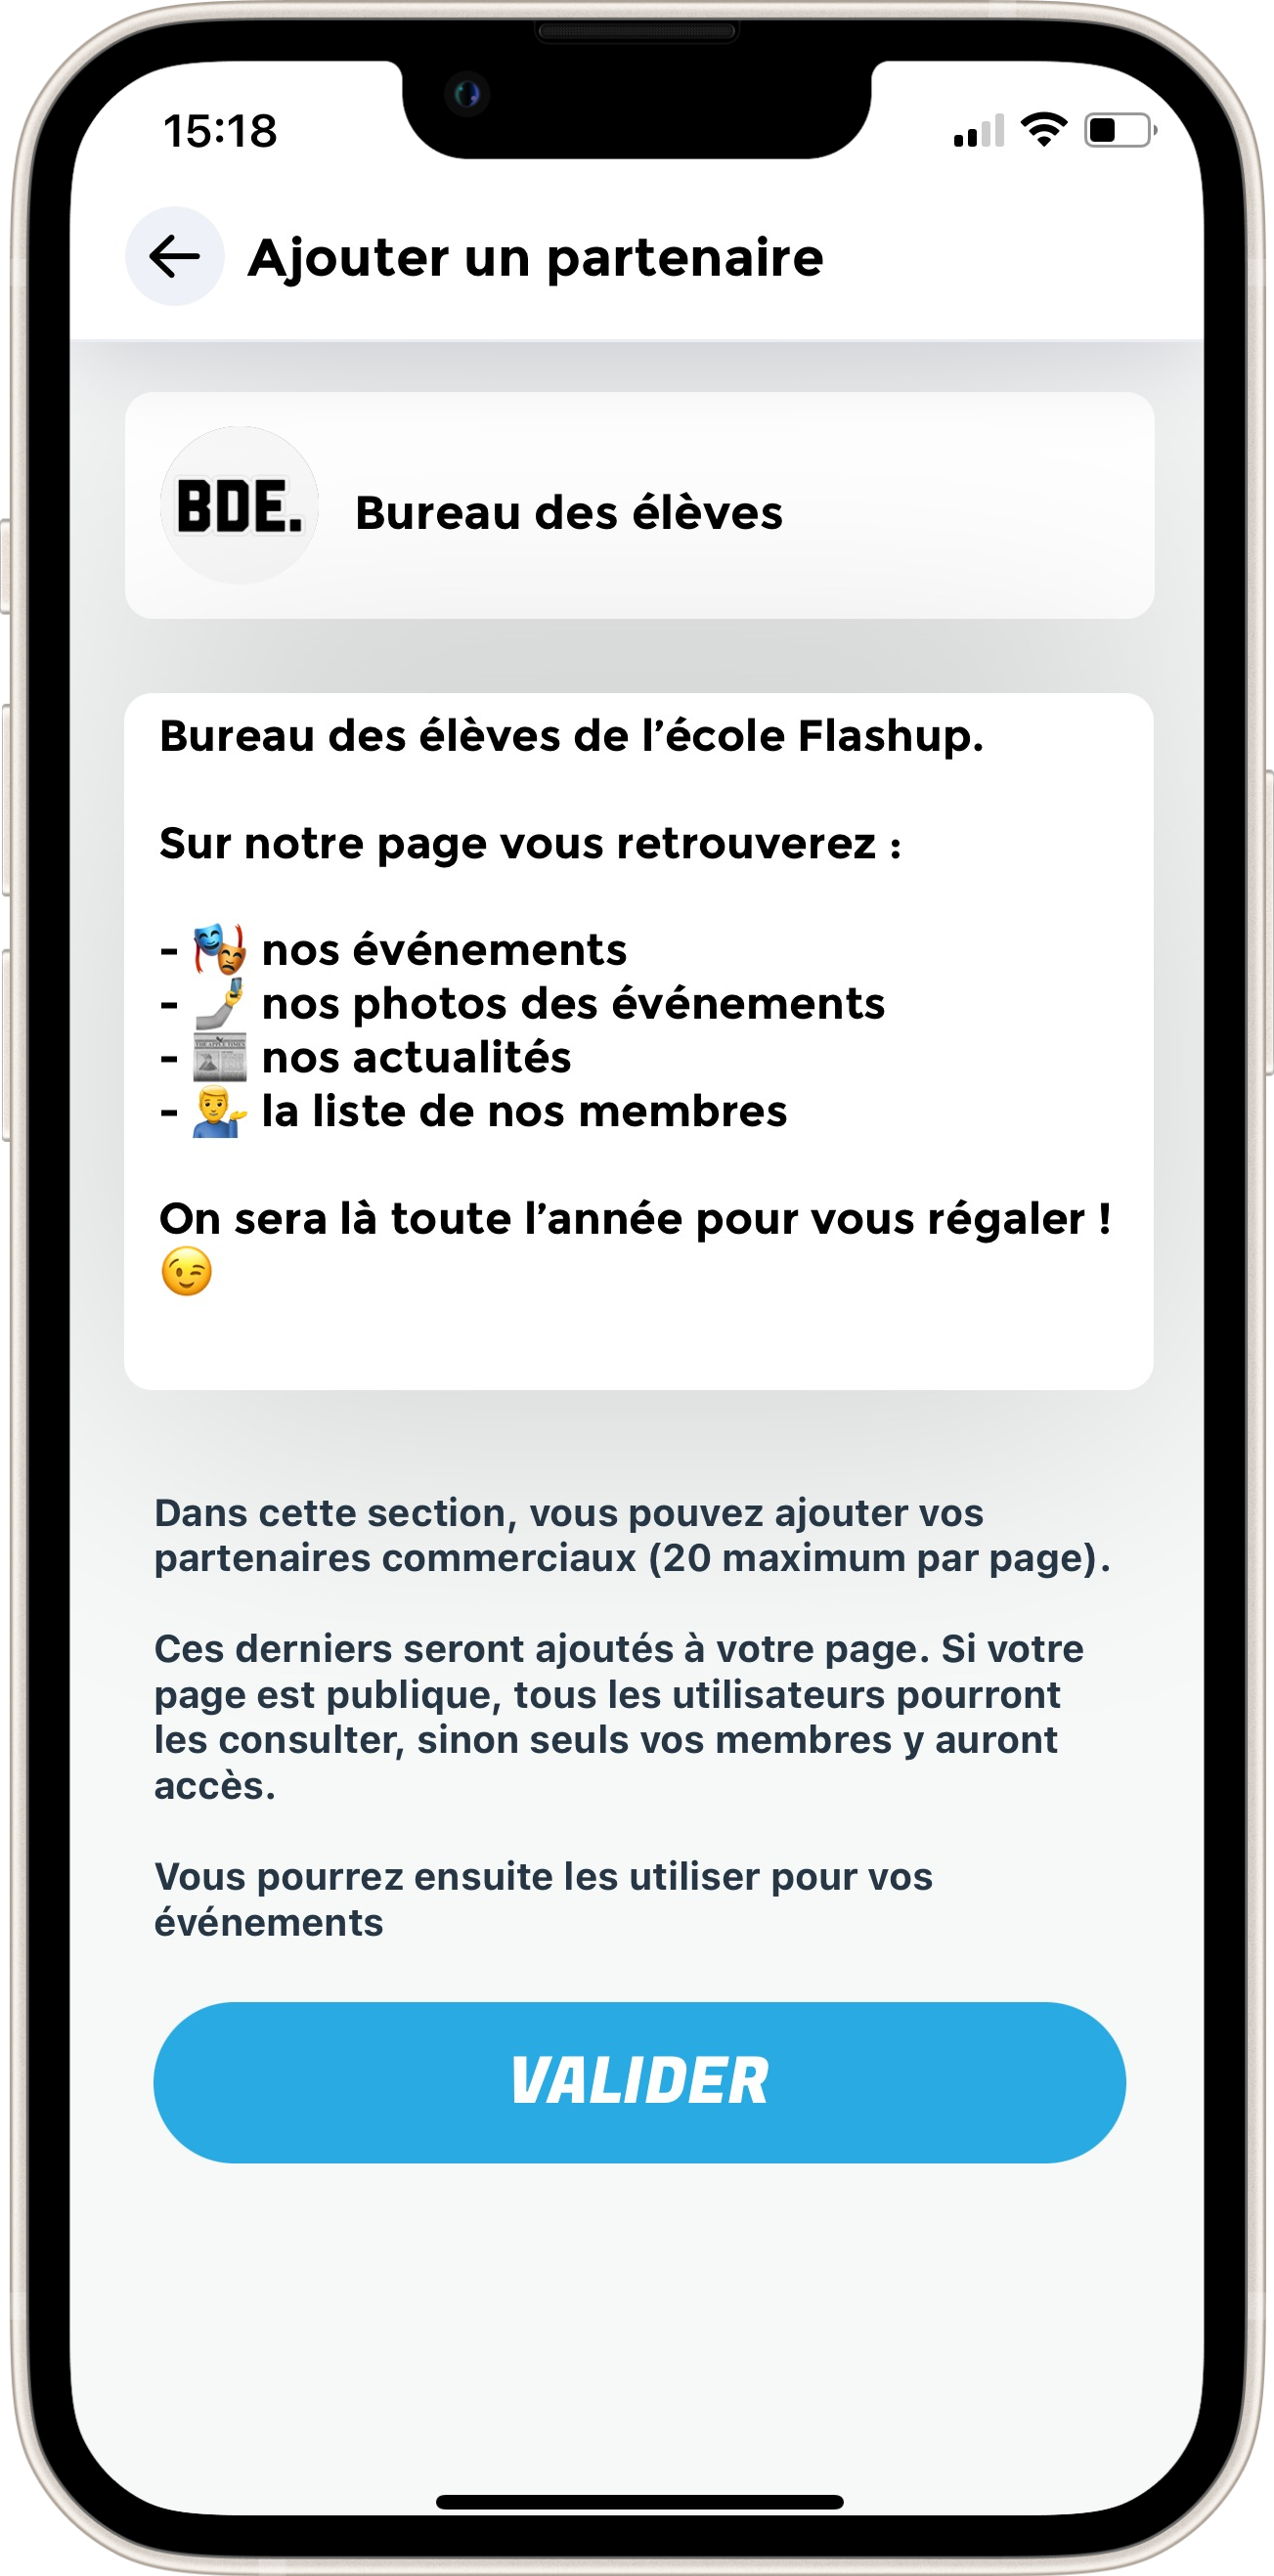 15:18
Ajouter un partenaire
BDE.
Bureau des élèves
Bureau des élèves de l’école Flashup.
Sur notre page vous retrouverez :
- 🎭 nos événements
- 🤳 nos photos des événements
- 📰 nos actualités
- 💁‍♂️ la liste de nos membres
On sera là toute l’année pour vous régaler !
😉
Dans cette section, vous pouvez ajouter vos
partenaires commerciaux (20 maximum par page).
Ces derniers seront ajoutés à votre page. Si votre
page est publique, tous les utilisateurs pourront
les consulter, sinon seuls vos membres y auront
accès.
Vous pourrez ensuite les utiliser pour vos
événements
VALIDER